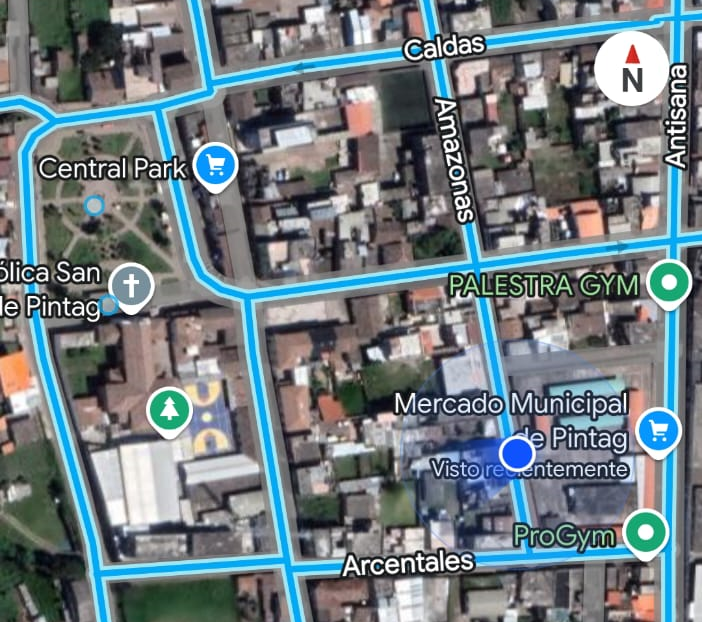 Caldas
N
Antisana
Amazonas
Central Park
ólica San
de Pintag
PALESTRA GYM
Mercado Municipal
de Pintag
Visto recientemente
ProGym
Arcentales